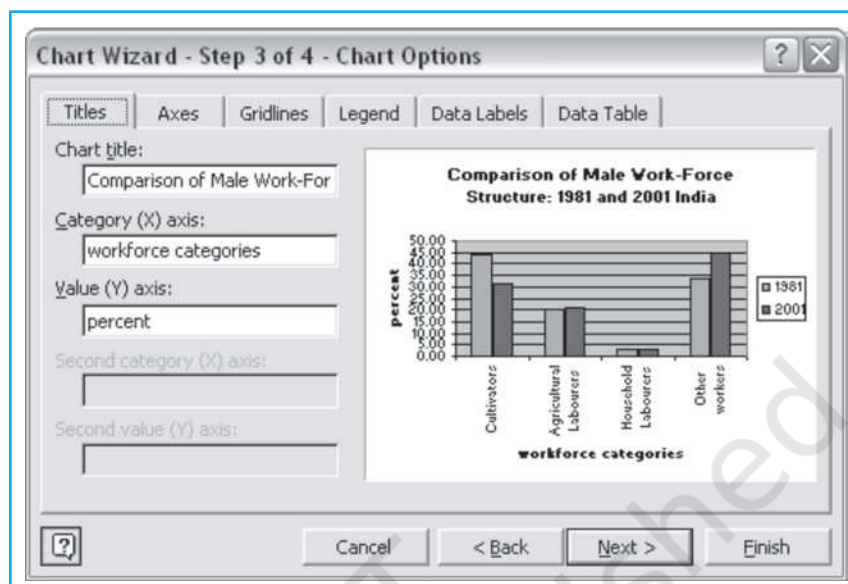 Chart Wizard - Step 3 of 4 - Chart Options
Titles Axes Gridlines Legend Data Labels Data Table
Chart title:
Comparison of Male Work-For
Category (X) axis:
workforce categories
Value (Y) axis:
percent
Second category (X) axis:
Second value (Y) axis:
Comparison of Male Work-Force
Structure: 1981 and 2001 India
percent
50.00
45.00
40.00
35.00
30.00
25.00
20.00
15.00
10.00
5.00
0.00
Cultivators
Agricultural
Labourers
Household
Labourers
Other
workers
workforce categories
1981
2001
Cancel < Back Next > Finish